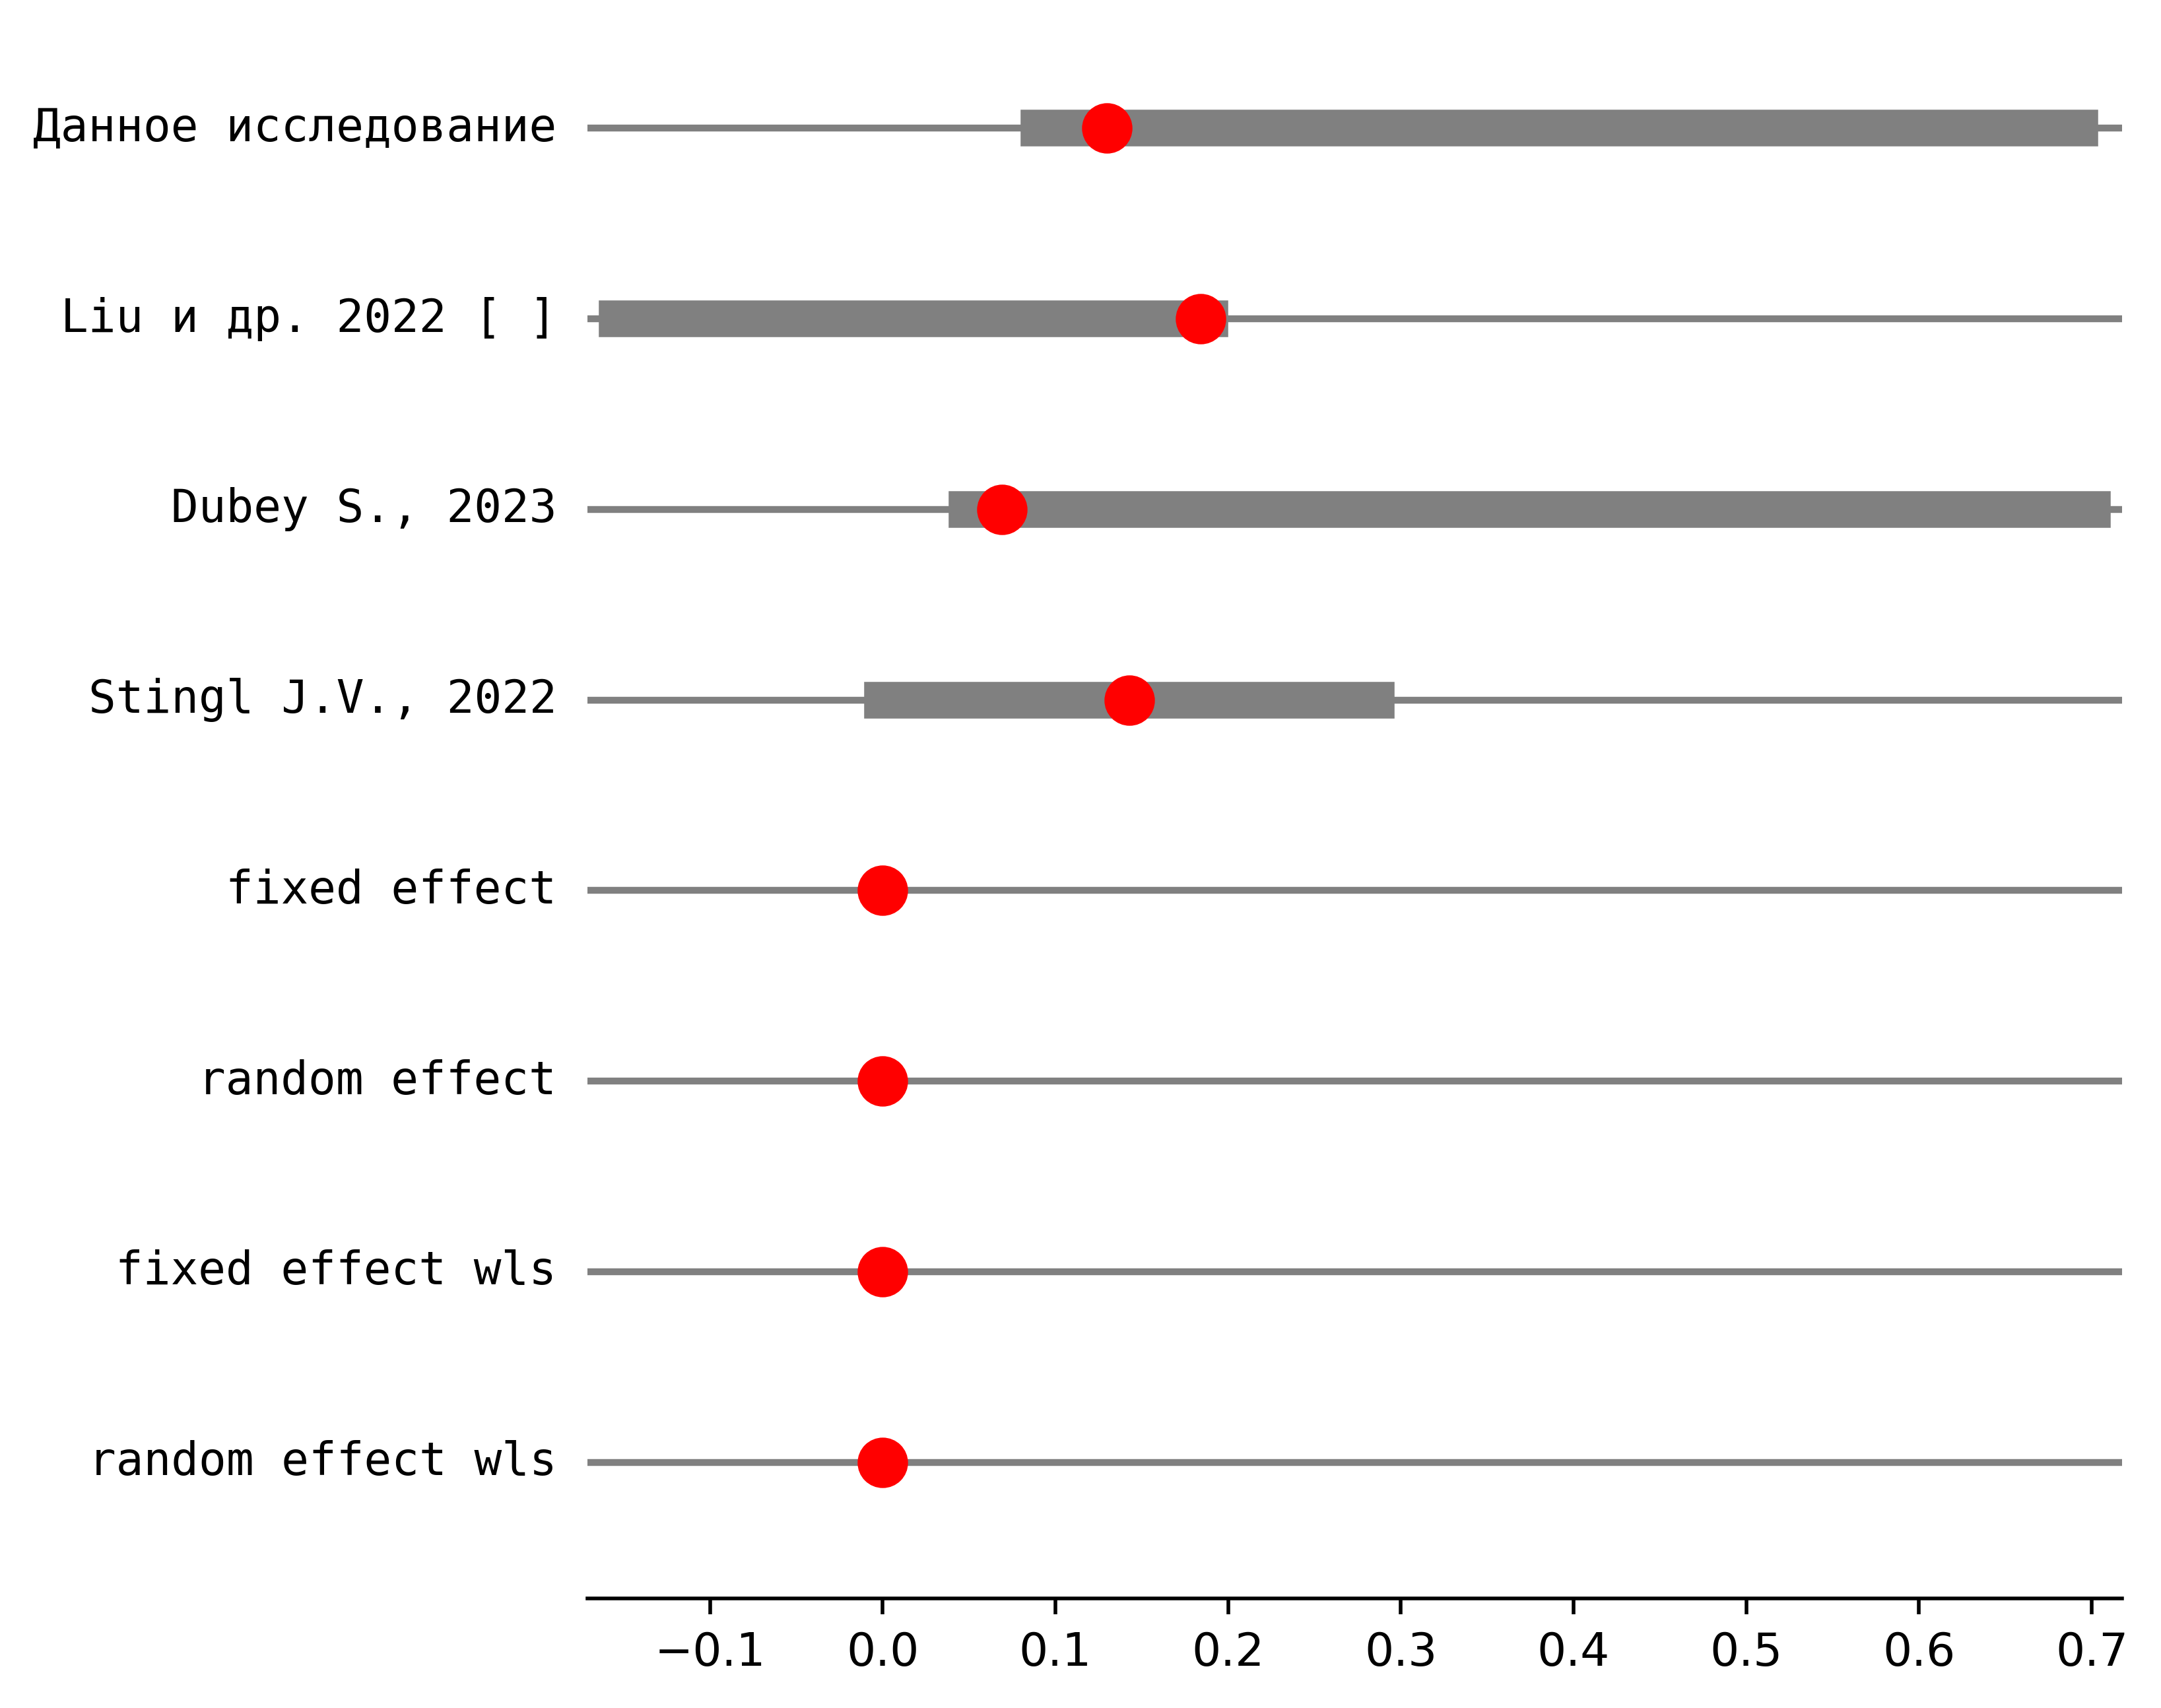 Данное исследование
Liu и др. 2022 [ ]
Dubey S., 2023
Stingl J.V., 2022
fixed effect
random effect
fixed effect wls
random effect wls
−0.1 0.0 0.1 0.2 0.3 0.4 0.5 0.6 0.7